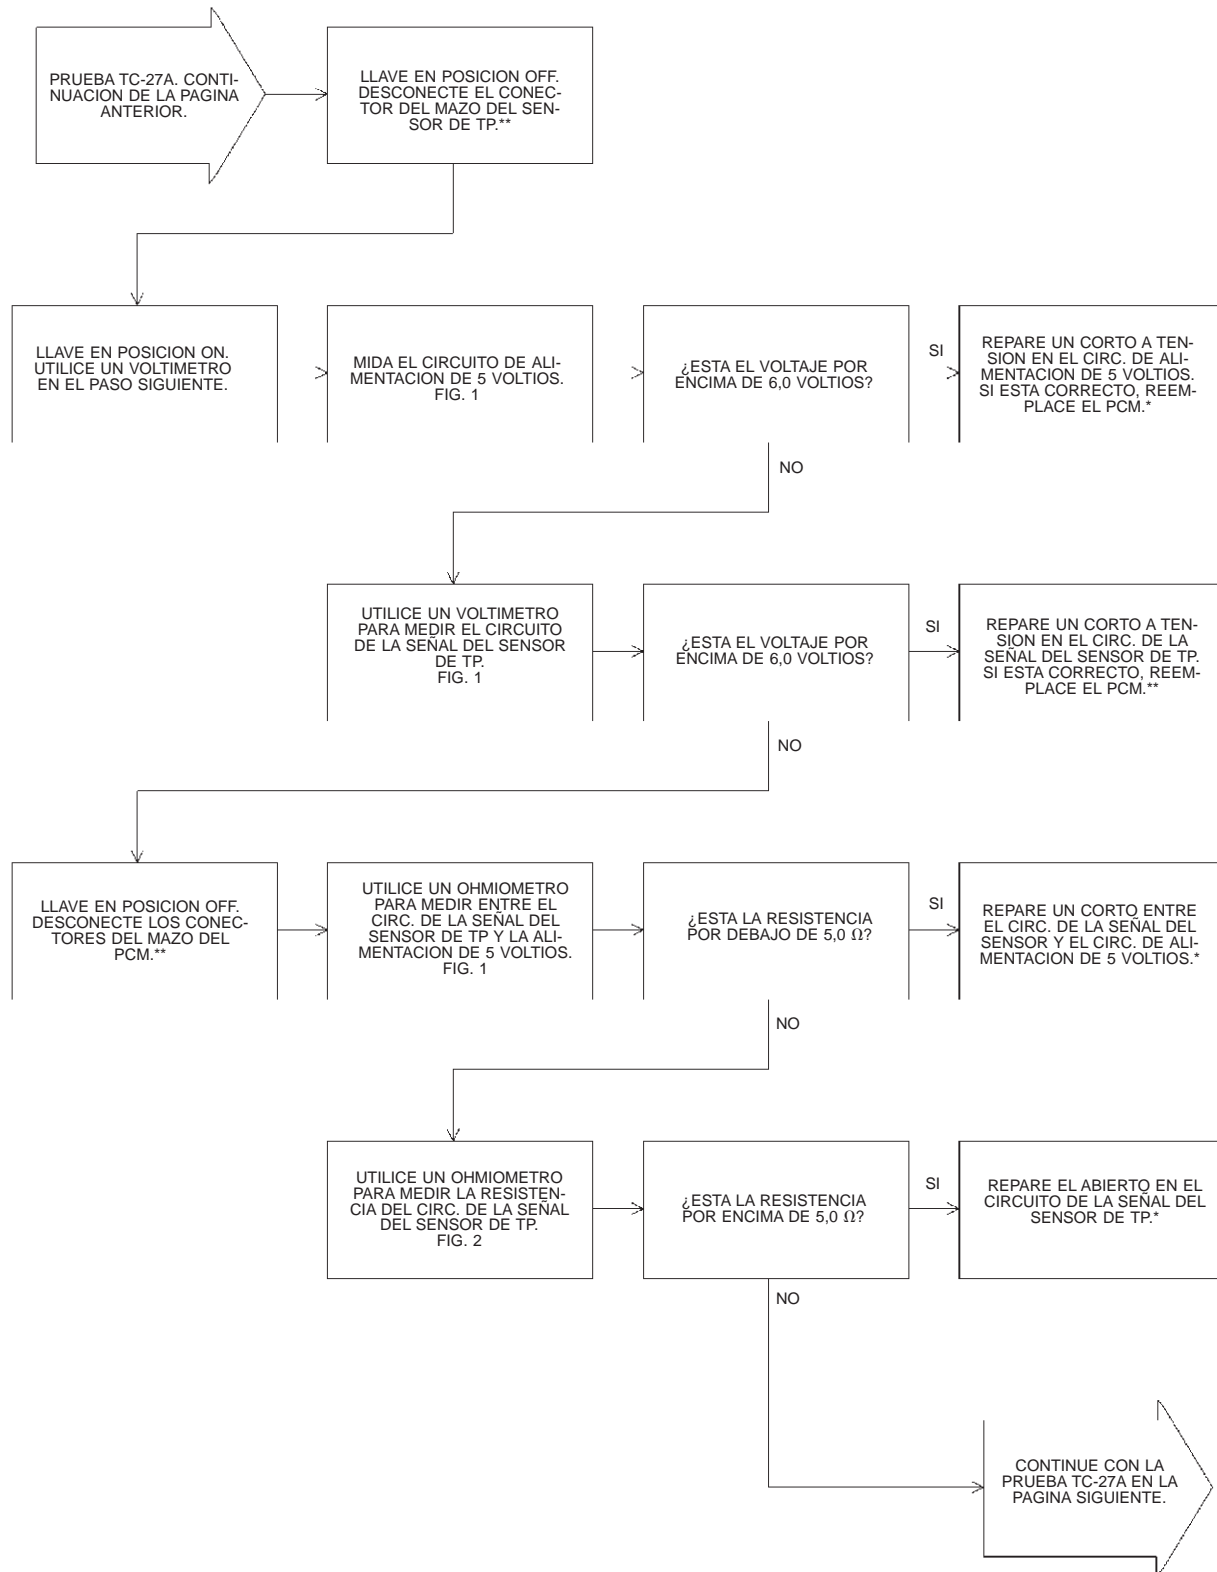 PRUEBA TC-27A. CONTI-
NUACION DE LA PAGINA
ANTERIOR.
LLAVE EN POSICION OFF.
DESCONECTE EL CONEC-
TOR DEL MAZO DEL SEN-
SOR DE TP.**
LLAVE EN POSICION ON.
UTILICE UN VOLTIMETRO
EN EL PASO SIGUIENTE.
MIDA EL CIRCUITO DE ALI-
MENTACION DE 5 VOLTIOS.
FIG. 1
¿ESTA EL VOLTAJE POR
ENCIMA DE 6,0 VOLTIOS?
SI
REPARE UN CORTO A TEN-
SION EN EL CIRC. DE ALI-
MENTACION DE 5 VOLTIOS.
SI ESTA CORRECTO, REEM-
PLACE EL PCM.*
NO
UTILICE UN VOLTIMETRO
PARA MEDIR EL CIRCUITO
DE LA SEÑAL DEL SENSOR
DE TP.
FIG. 1
¿ESTA EL VOLTAJE POR
ENCIMA DE 6,0 VOLTIOS?
SI
REPARE UN CORTO A TEN-
SION EN EL CIRC. DE LA
SEÑAL DEL SENSOR DE TP.
SI ESTA CORRECTO, REEM-
PLACE EL PCM.**
NO
LLAVE EN POSICION OFF.
DESCONECTE LOS CONEC-
TORES DEL MAZO DEL
PCM.**
UTILICE UN OHMIOMETRO
PARA MEDIR ENTRE EL
CIRC. DE LA SEÑAL DEL
SENSOR DE TP Y LA ALI-
MENTACION DE 5 VOLTIOS.
FIG. 1
¿ESTA LA RESISTENCIA
POR DEBAJO DE 5,0 Ω?
SI
REPARE UN CORTO ENTRE
EL CIRC. DE LA SEÑAL DEL
SENSOR Y EL CIRC. DE ALI-
MENTACION DE 5 VOLTIOS.*
NO
UTILICE UN OHMIOMETRO
PARA MEDIR LA RESISTEN-
CIA DEL CIRC. DE LA SEÑAL
DEL SENSOR DE TP.
FIG. 2
¿ESTA LA RESISTENCIA
POR ENCIMA DE 5,0 Ω?
SI
REPARE EL ABIERTO EN EL
CIRCUITO DE LA SEÑAL DEL
SENSOR DE TP.*
NO
CONTINUE CON LA
PRUEBA TC-27A EN LA
PAGINA SIGUIENTE.